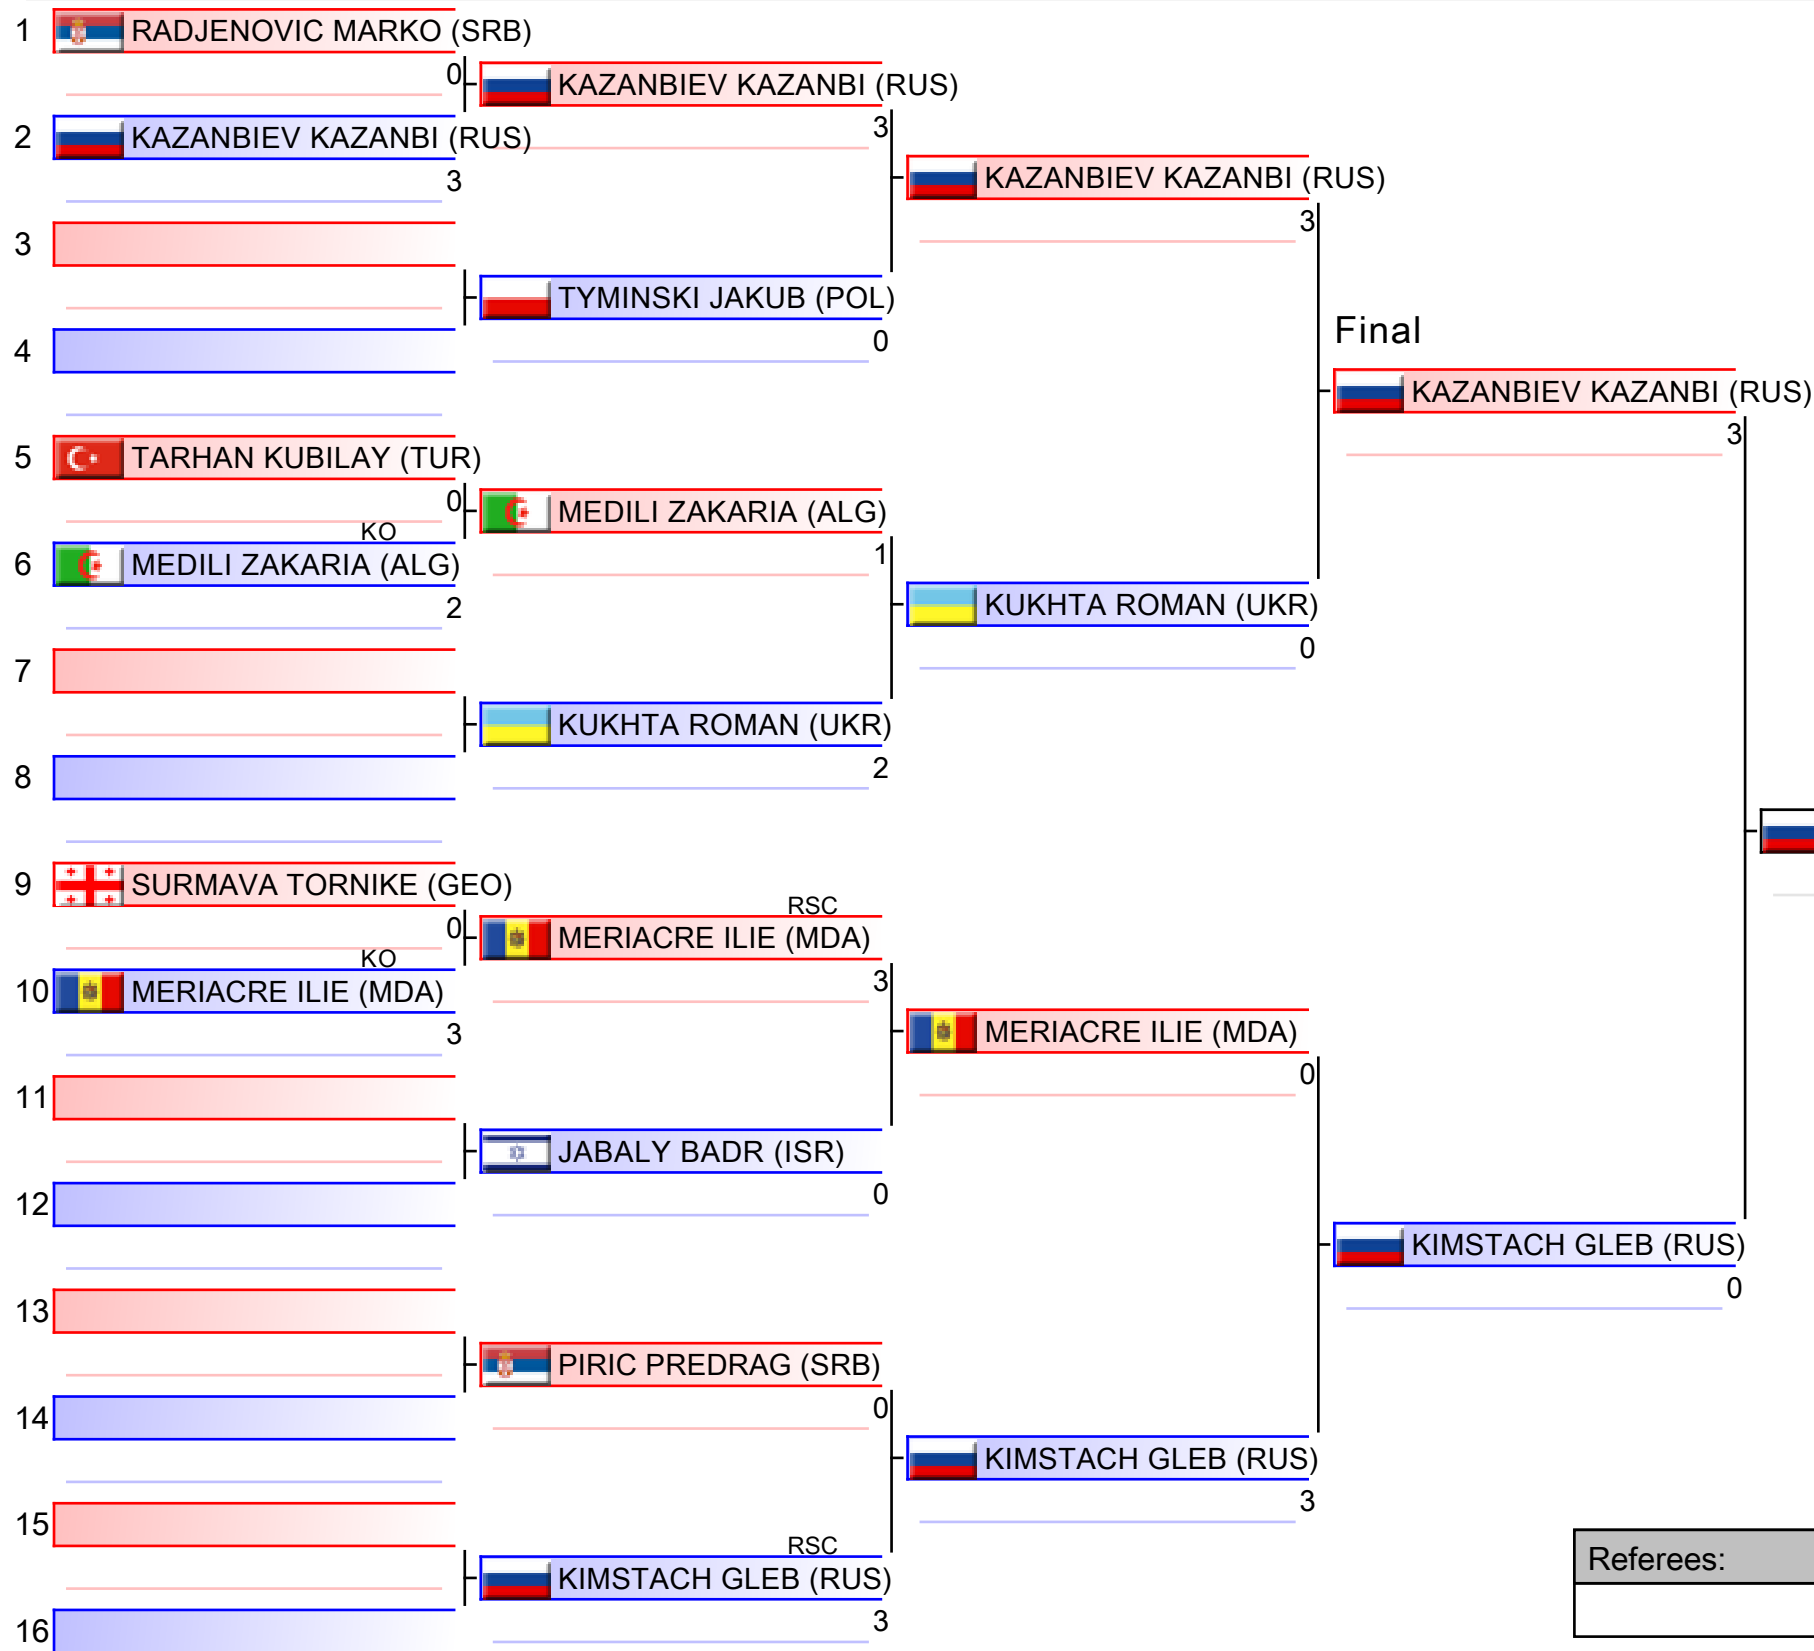 1 RADJENOVIC MARKO (SRB)
0 KAZANBIEV KAZANBI (RUS)
2 KAZANBIEV KAZANBI (RUS)
3
3
KAZANBIEV KAZANBI (RUS)
3
3
TYMINSKI JAKUB (POL)
0
4
Final
KAZANBIEV KAZANBI (RUS)
3
5 TARHAN KUBILAY (TUR)
0 MEDILI ZAKARIA (ALG)
KO
6 MEDILI ZAKARIA (ALG)
1
2
KUKHTA ROMAN (UKR)
0
7
KUKHTA ROMAN (UKR)
2
8
9 SURMAVA TORNIKE (GEO)
RSC
0 MERIACRE ILIE (MDA)
KO
10 MERIACRE ILIE (MDA)
3
3
MERIACRE ILIE (MDA)
0
11
JABALY BADR (ISR)
0
12
KIMSTACH GLEB (RUS)
0
13
PIRIC PREDRAG (SRB)
0
14
KIMSTACH GLEB (RUS)
3
15
RSC
KIMSTACH GLEB (RUS)
3
16
Referees: